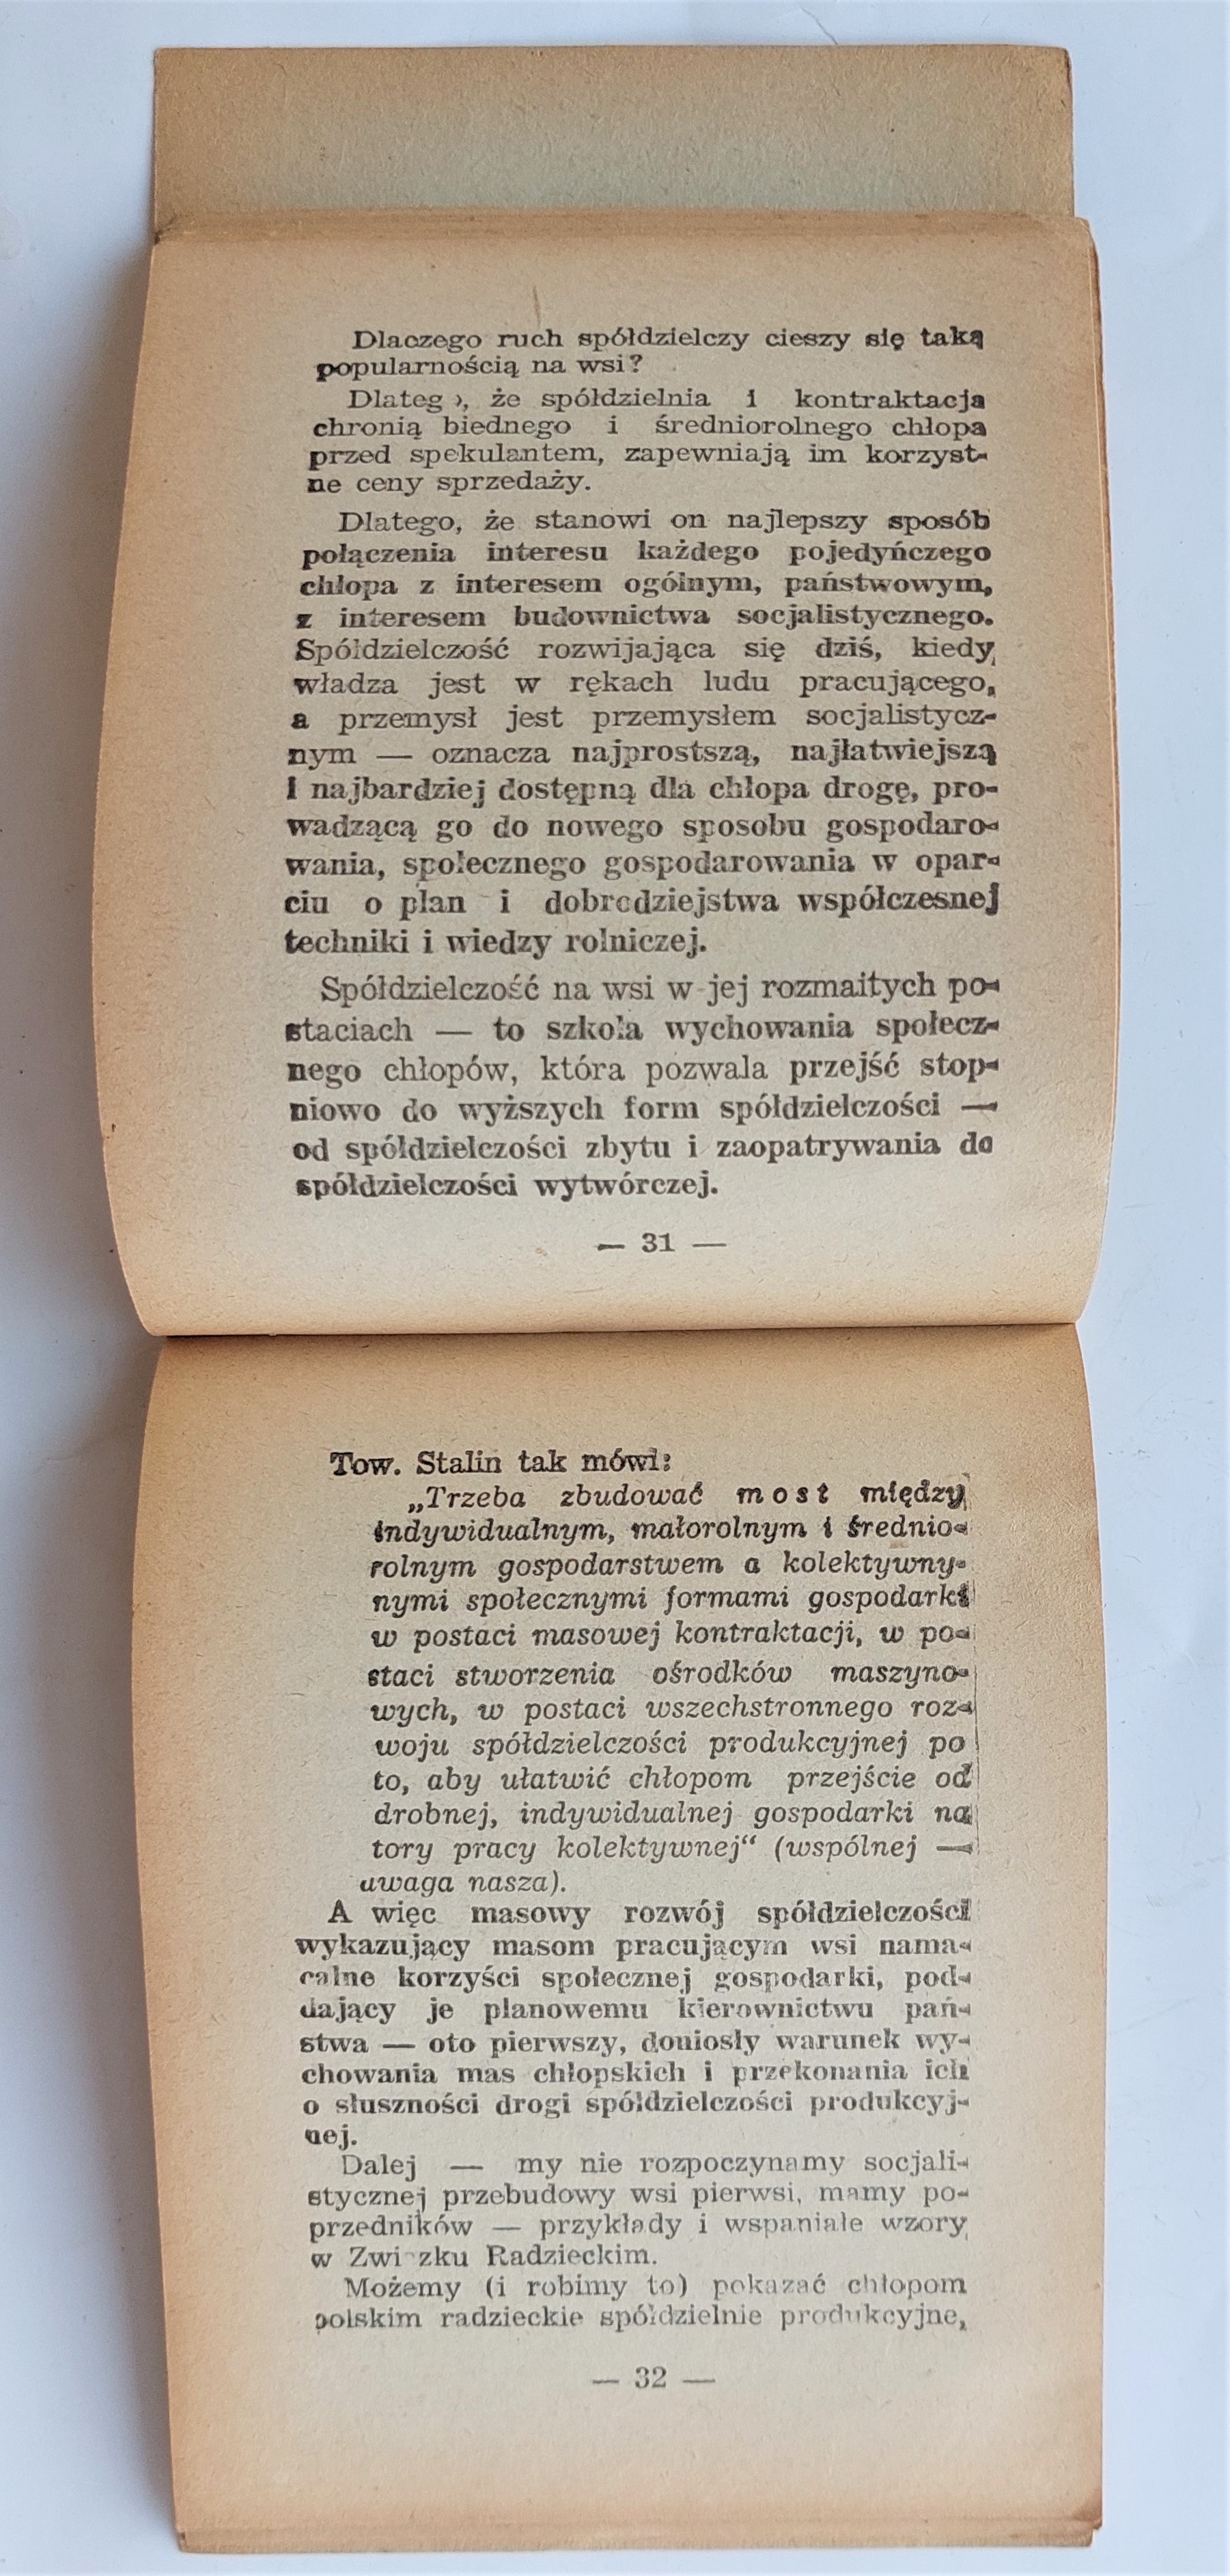 Dlaczego ruch spółdzielczy cieszy się taką
popularnością na wsi?
Dlateg , że spółdzielnia i kontraktacja
chronią biednego i średniorolnego chłopa
przed spekulantem, zapewniają im korzyst-
ne ceny sprzedaży.
Dlatego, że stanowi on najlepszy sposób
połączenia interesu każdego pojedyńczego
chłopa z interesem ogólnym, państwowym,
z interesem budownictwa socjalistycznego.
Spółdzielczość rozwijająca się dziś, kiedy
władza jest w rękach ludu pracującego,
a przemysł jest przemysłem socjalistycz-
nym — oznacza najprostszą, najłatwiejszą
i najbardziej dostępną dla chłopa drogę, pro-
wadzącą go do nowego sposobu gospodaro-
wania, społecznego gospodarowania w opar-
ciu o plan i dobrodziejstwa współczesnej
techniki i wiedzy rolniczej.
Spółdzielczość na wsi w jej rozmaitych po-
staciach — to szkoła wychowania społecz-
nego chłopów, która pozwala przejść stop-
niowo do wyższych form spółdzielczości —
od spółdzielczości zbytu i zaopatrywania do
spółdzielczości wytwórczej.
— 31 —
Tow. Stalin tak mówi:
„Trzeba zbudować most między
indywidualnym, małorolnym i średnio-
rolnym gospodarstwem a kolektywny-
nymi społecznymi formami gospodarki
w postaci masowej kontraktacji, w po-
staci stworzenia ośrodków maszyno-
wych, w postaci wszechstronnego roz-
woju spółdzielczości produkcyjnej po
to, aby ułatwić chłopom przejście od
drobnej, indywidualnej gospodarki na
tory pracy kolektywnej“ (wspólnej —
uwaga nasza).
A więc masowy rozwój spółdzielczości
wykazujący masom pracującym wsi nama-
calne korzyści społecznej gospodarki, pod-
dający je planowemu kierownictwu pań-
stwa — oto pierwszy, doniosły warunek wy-
chowania mas chłopskich i przekonania ich
o słuszności drogi spółdzielczości produkcyj-
nej.
Dalej — my nie rozpoczynamy socjali-
stycznej przebudowy wsi pierwsi, mamy po-
przedników — przykłady i wspaniałe wzory
w Zwi zku Radzieckim.
Możemy (i robimy to) pokazać chłopom
polskim radzieckie spółdzielnie produkcyjne,
— 32 —